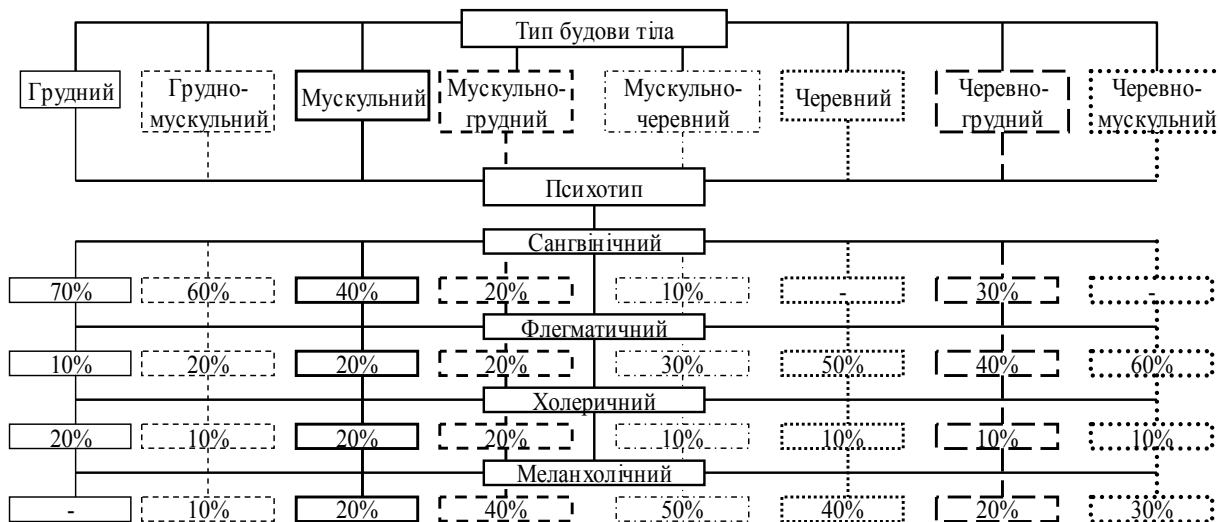 Тип будови тіла
Грудний
Грудно-
мускульний
Мускульний
Мускульно-
грудний
Мускульно-
черевний
Черевний
Черевно-
грудний
Черевно-
мускульний
Психотип
Сангвінічний
70% 60% 40% 20% 10% - 30% -
Флегматичний
10% 20% 20% 20% 30% 50% 40% 60%
Холеричний
20% 10% 20% 20% 10% 10% 10% 10%
Меланхолічний
- 10% 20% 40% 50% 40% 20% 30%